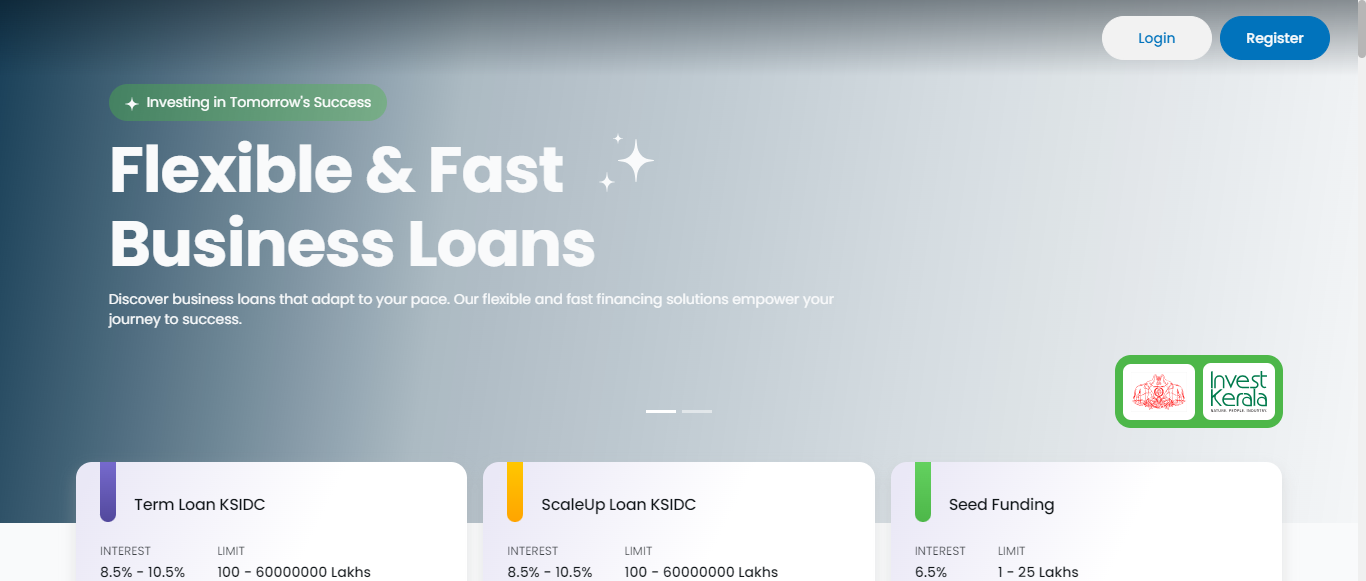 Login
Register
Investing in Tomorrow's Success
Flexible & Fast
Business Loans
Discover business loans that adapt to your pace. Our flexible and fast financing solutions empower your
journey to success.
Invest
Kerala
NATURE. PEOPLE. INDUSTRY.
Term Loan KSIDC
INTEREST LIMIT
8.5% - 10.5% 100 - 60000000 Lakhs
ScaleUp Loan KSIDC
INTEREST LIMIT
8.5% - 10.5% 100 - 60000000 Lakhs
Seed Funding
INTEREST LIMIT
6.5% 1 - 25 Lakhs